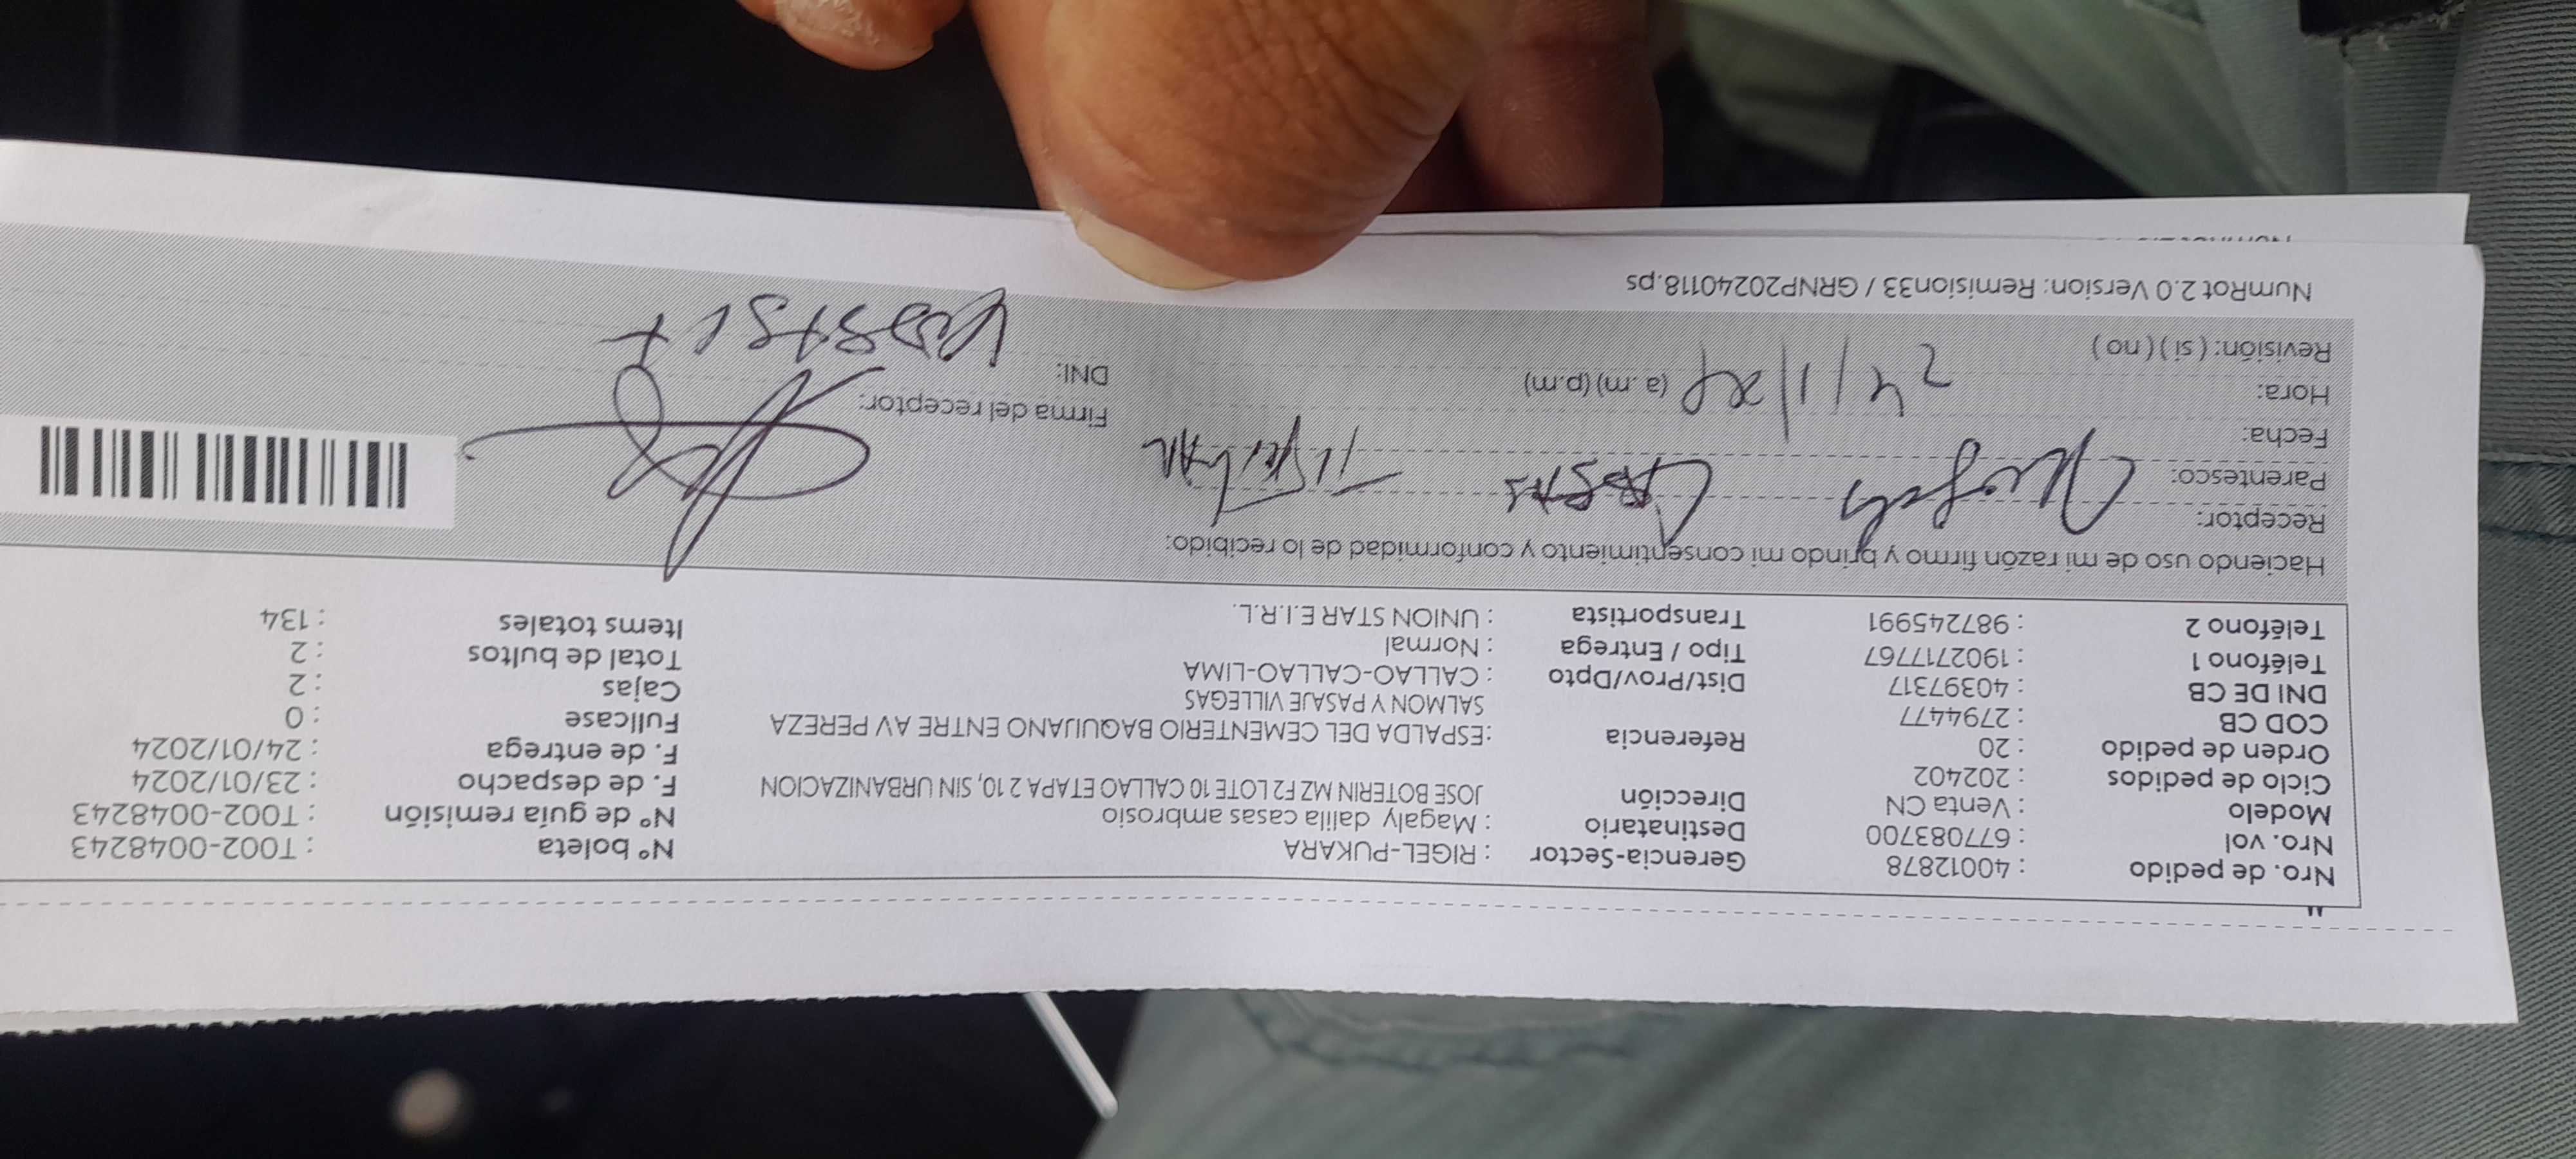 Nro. de pedido : 40012878 Gerencia-Sector : RIGEL-PUKARA N° boleta : T002-0048243
Nro. vol : 677083700 Destinatario : Magaly dalila casas ambrosio N° de guía remisión : T002-0048243
Modelo : Venta CN Dirección JOSE BOTERIN MZ F2 LOTE 10 CALLAO ETAPA 2 10, SIN URBANIZACION F. de despacho : 23/01/2024
Ciclo de pedidos : 202402 F. de entrega : 24/01/2024
Orden de pedido : 20 Referencia :ESPALDA DEL CEMENTERIO BAQUIJANO ENTRE AV PEREZA Fullcase : 0
COD CB : 2794477 SALMON Y PASAJE VILLEGAS Cajas : 2
DNI DE CB : 40397317 Dist/Prov/Dpto : CALLAO-CALLAO-LIMA Total de bultos : 2
Teléfono 1 : 1902717767 Tipo / Entrega : Normal Items totales : 134
Teléfono 2 : 987245991 Transportista : UNION STAR E.I.R.L.
Haciendo uso de mi razón firmo y brindo mi consentimiento y conformidad de lo recibido:
Receptor:
Parentesco:
Fecha: Firma del receptor:
Hora: 24/1/24 (a. m) (p.m) DNI:
Revisión: ( si ) ( no )
NumRot 2.0 Version: Remision33 / GRNP20240118.ps